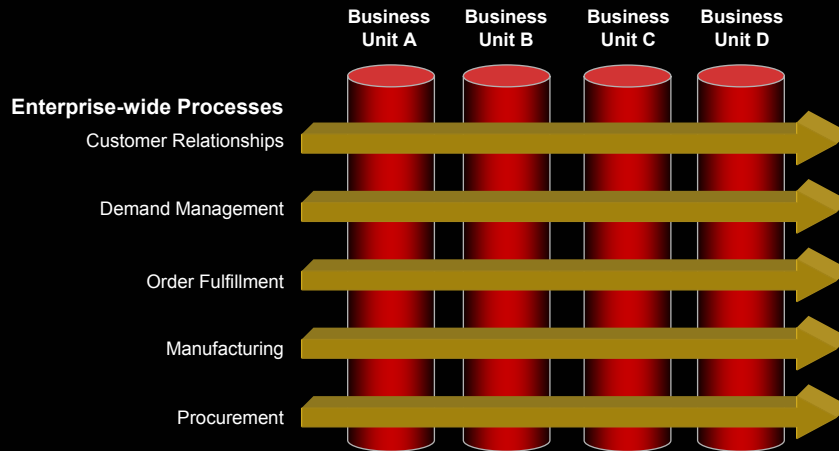 Business Unit A
Business Unit B
Business Unit C
Business Unit D
Enterprise-wide Processes
Customer Relationships
Demand Management
Order Fulfillment
Manufacturing
Procurement